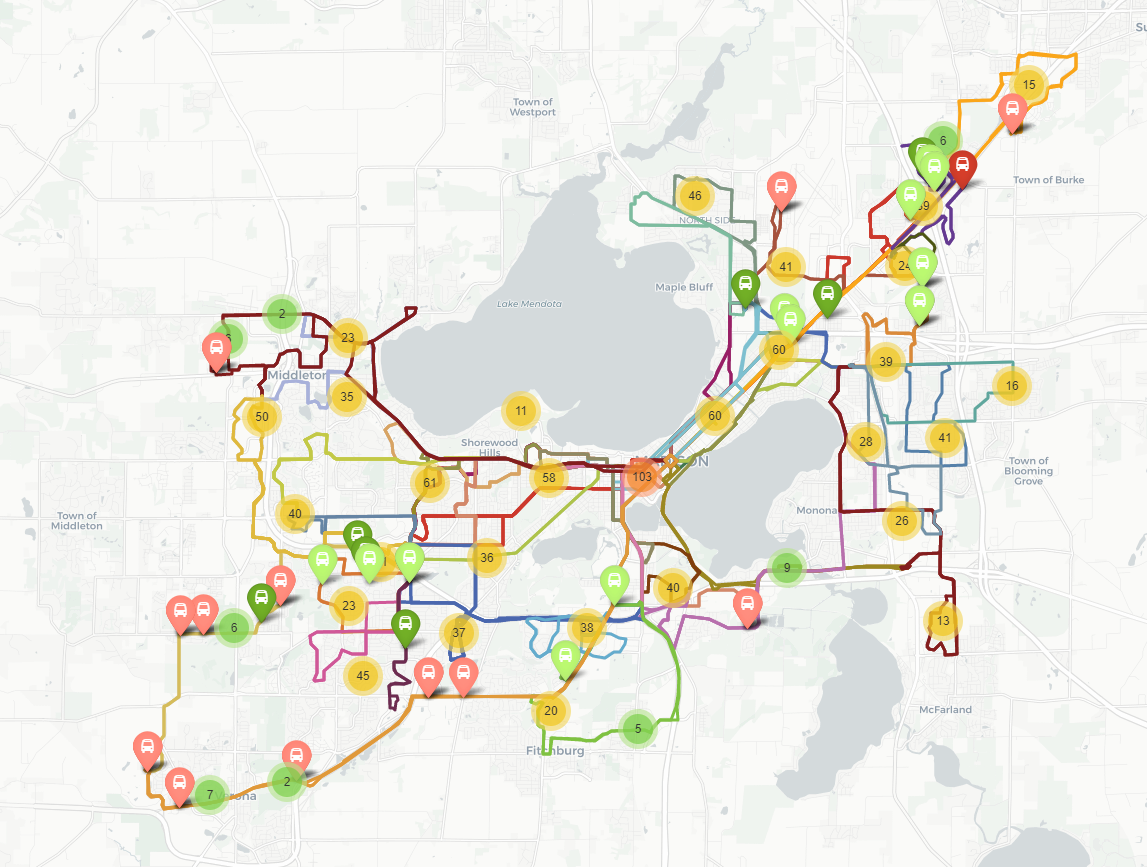 Su
15
Town of
Westport
6
Town of Burke
46
NORTH SIDE
39
41
24
Maple Bluff
Lake Mendota
2
6
23
60
39
Middleton
35
16
50
11
60
Shorewood
Hills
28
41
61
58
103
Town of
Blooming
Grove
Town of
Middleton
40
Monona
26
36
9
23
40
6
37
38
13
45
20
McFarland
5
Fitchburg
2
7